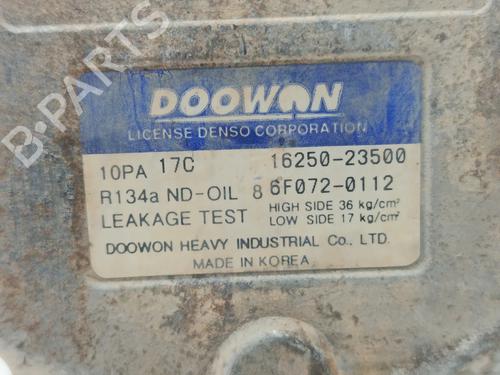 B-PARTS
DOOWON
LICENSE DENSO CORPORATION
10PA 17C 16250-23500
R134a ND-OIL 8 6F072-0112
LEAKAGE TEST HIGH SIDE 36 kg/cm²
LOW SIDE 17 kg/cm²
DOOWON HEAVY INDUSTRIAL Co., LTD.
MADE IN KOREA